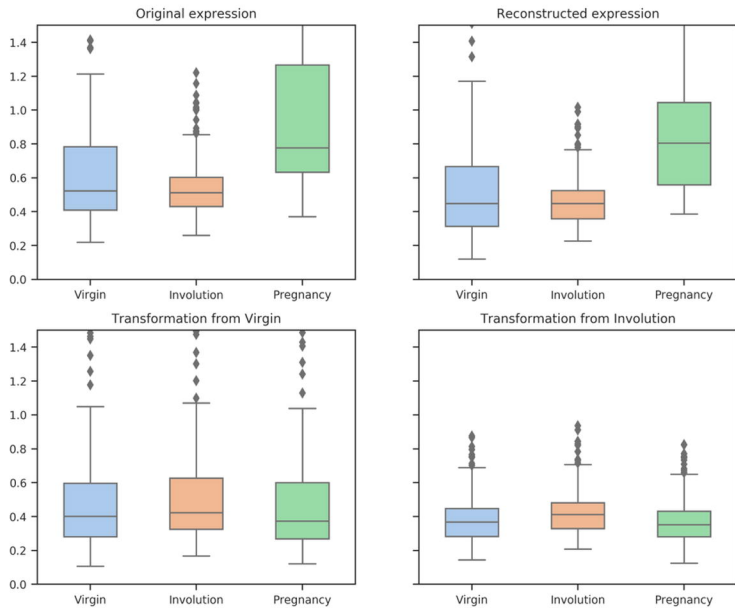 Original expression
1.4
1.2
1.0
0.8
0.6
0.4
0.2
0.0
Virgin Involution Pregnancy
Reconstructed expression
Virgin Involution Pregnancy
Transformation from Virgin
1.4
1.2
1.0
0.8
0.6
0.4
0.2
0.0
Virgin Involution Pregnancy
Transformation from Involution
Virgin Involution Pregnancy